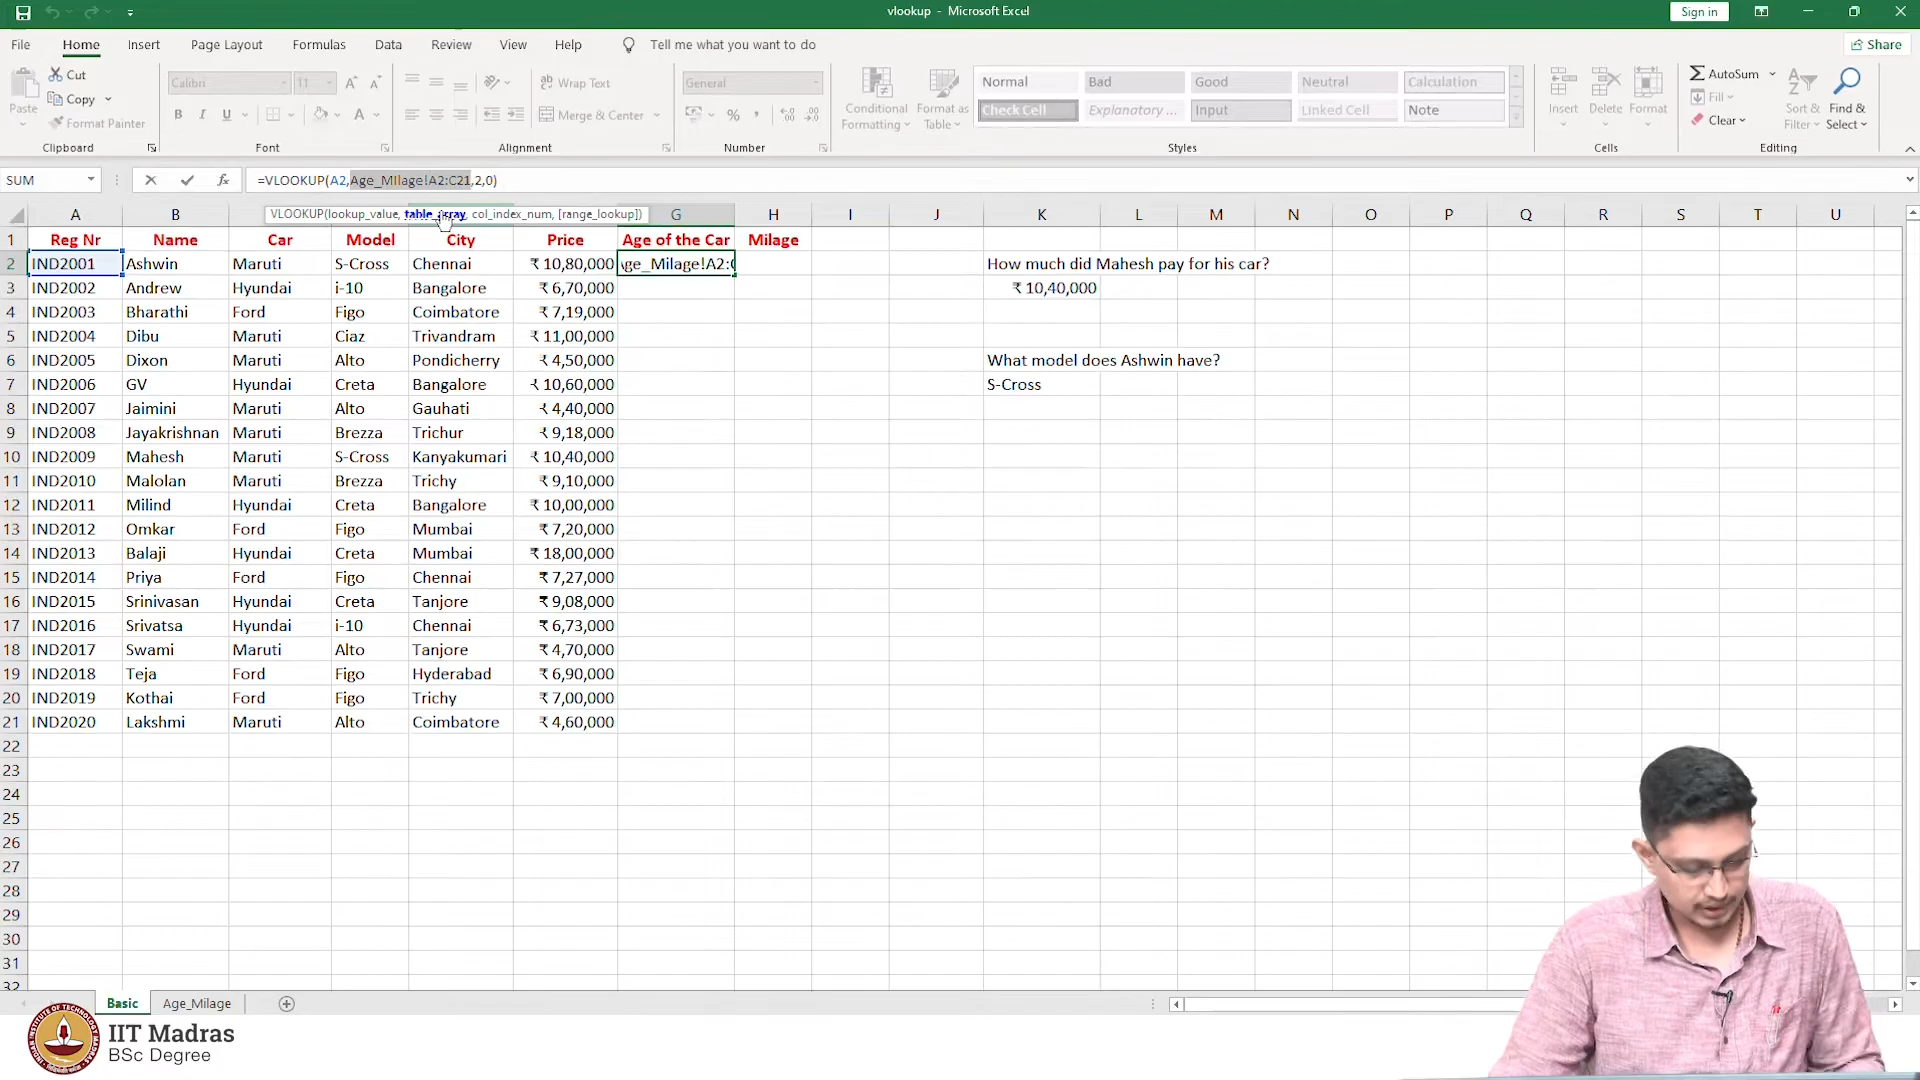 vlookup - Microsoft Excel
Sign in
File Home Insert Page Layout Formulas Data Review View Help Tell me what you want to do
Share
Paste
Cut
Copy
Format Painter
Clipboard
Calibri 11
B I U
Font
Wrap Text
Merge & Center
Alignment
General
Number
Conditional Formatting
Format as Table
Normal Bad Good Neutral Calculation
Check Cell Explanatory ... Input Linked Cell Note
Styles
Insert Delete Format
Cells
AutoSum
Fill
Clear
Sort & Filter
Find & Select
Editing
SUM =VLOOKUP(A2,Age_MIlage!A2:C21,2,0)
VLOOKUP(lookup_value, table_array, col_index_num, [range_lookup])
A B G H I J K L M N O P Q R S T U
1 Reg Nr Name Car Model City Price Age of the Car Milage
2 IND2001 Ashwin Maruti S-Cross Chennai ₹ 10,80,000 ge_Milage!A2: How much did Mahesh pay for his car?
3 IND2002 Andrew Hyundai i-10 Bangalore ₹ 6,70,000 ₹ 10,40,000
4 IND2003 Bharathi Ford Figo Coimbatore ₹ 7,19,000
5 IND2004 Dibu Maruti Ciaz Trivandram ₹ 11,00,000
6 IND2005 Dixon Maruti Alto Pondicherry ₹ 4,50,000 What model does Ashwin have?
7 IND2006 GV Hyundai Creta Bangalore ₹ 10,60,000 S-Cross
8 IND2007 Jaimini Maruti Alto Gauhati ₹ 4,40,000
9 IND2008 Jayakrishnan Maruti Brezza Trichur ₹ 9,18,000
10 IND2009 Mahesh Maruti S-Cross Kanyakumari ₹ 10,40,000
11 IND2010 Malolan Maruti Brezza Trichy ₹ 9,10,000
12 IND2011 Milind Hyundai Creta Bangalore ₹ 10,00,000
13 IND2012 Omkar Ford Figo Mumbai ₹ 7,20,000
14 IND2013 Balaji Hyundai Creta Mumbai ₹ 18,00,000
15 IND2014 Priya Ford Figo Chennai ₹ 7,27,000
16 IND2015 Srinivasan Hyundai Creta Tanjore ₹ 9,08,000
17 IND2016 Srivatsa Hyundai i-10 Chennai ₹ 6,73,000
18 IND2017 Swami Maruti Alto Tanjore ₹ 4,70,000
19 IND2018 Teja Ford Figo Hyderabad ₹ 6,90,000
20 IND2019 Kothai Ford Figo Trichy ₹ 7,00,000
21 IND2020 Lakshmi Maruti Alto Coimbatore ₹ 4,60,000
22
23
24
25
26
27
28
29
30
31
32
Basic Age_Milage
IIT Madras
BSc Degree